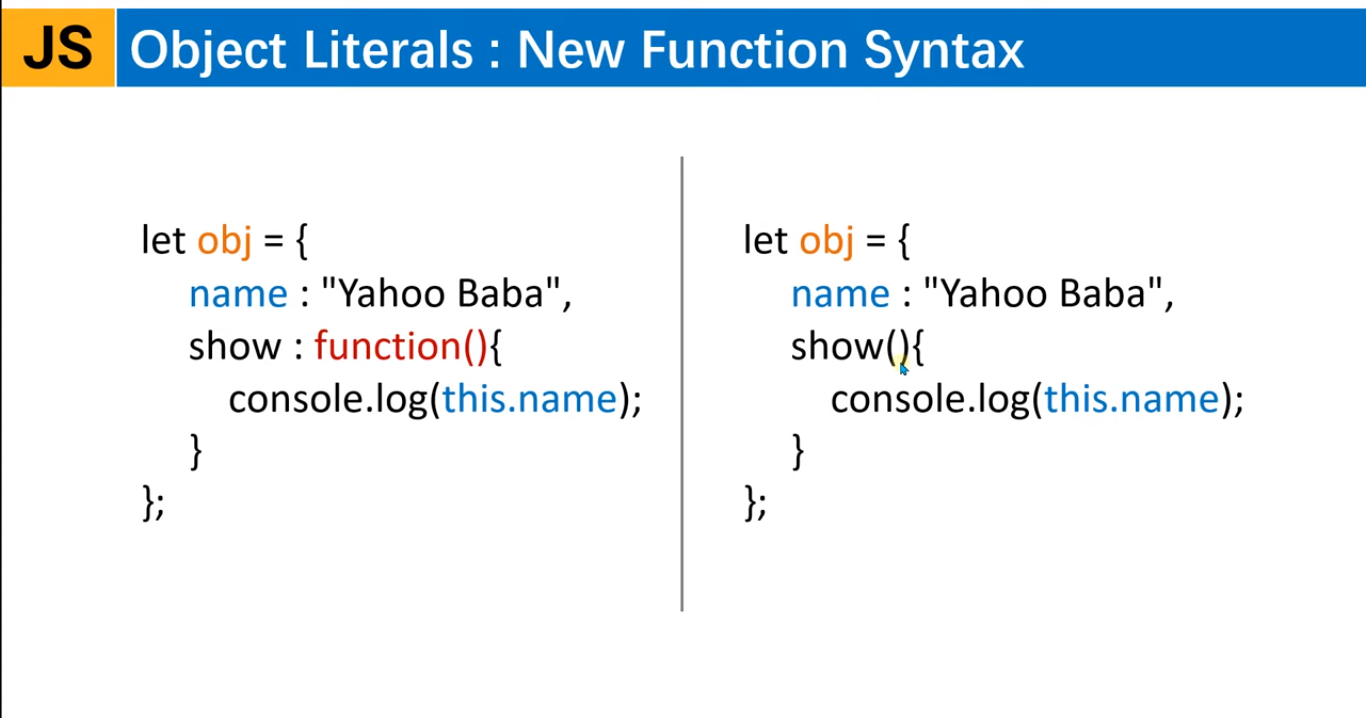 JS Object Literals : New Function Syntax
let obj = {
name : "Yahoo Baba",
show : function(){
console.log(this.name);
}
};
let obj = {
name : "Yahoo Baba",
show(){
console.log(this.name);
}
};